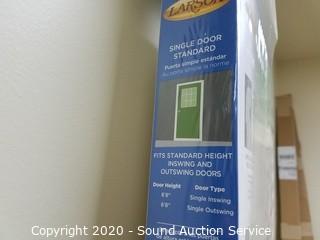 LARSON
SINGLE DOOR
STANDARD
Puerta simple estándar
FITS STANDARD HEIGHT
INSWING AND
OUTSWING DOORS
Door Height Door Type
6'8" Single Inswing
6'8" Single Outswing
Copyright 2020 - Sound Auction Service